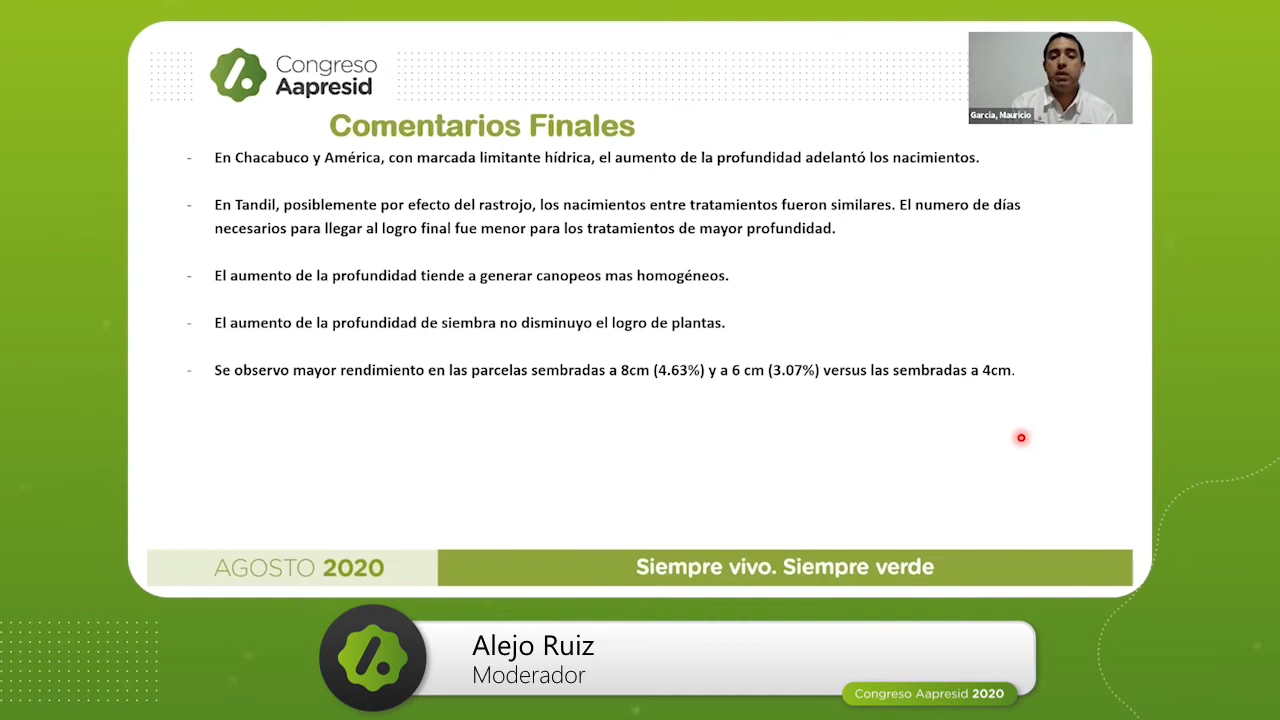 Congreso
Aapresid
Garcia, Mauricio
Comentarios Finales
- En Chacabuco y América, con marcada limitante hídrica, el aumento de la profundidad adelantó los nacimientos.
- En Tandil, posiblemente por efecto del rastrojo, los nacimientos entre tratamientos fueron similares. El numero de días
necesarios para llegar al logro final fue menor para los tratamientos de mayor profundidad.
- El aumento de la profundidad tiende a generar canopeos mas homogéneos.
- El aumento de la profundidad de siembra no disminuyo el logro de plantas.
- Se observo mayor rendimiento en las parcelas sembradas a 8cm (4.63%) y a 6 cm (3.07%) versus las sembradas a 4cm.
AGOSTO 2020
Siempre vivo. Siempre verde
Alejo Ruiz
Moderador
Congreso Aapresid 2020